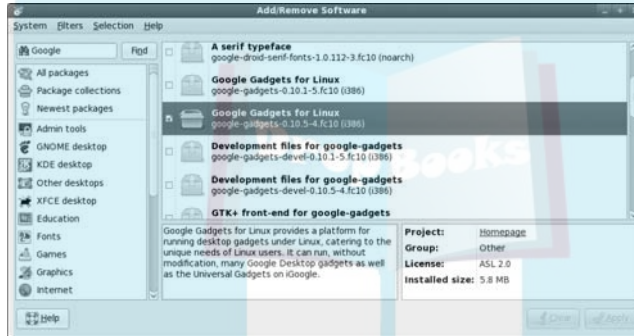 Add/Remove Software
System Filters Selection Help
Google Find
All packages
Package collections
Newest packages
Admin tools
GNOME desktop
KDE desktop
Other desktops
XFCE desktop
Education
Fonts
Games
Graphics
Internet
A serif typeface
google-droid-serif-fonts-1.0.112-3.fc10 (noarch)
Google Gadgets for Linux
google-gadgets-0.10.1-5.fc10 (i386)
Google Gadgets for Linux
google-gadgets-0.10.5-4.fc10 (i386)
Development files for google-gadgets
google-gadgets-devel-0.10.1-5.fc10 (i386)
Development files for google-gadgets
google-gadgets-devel-0.10.5-4.fc10 (i386)
GTK+ front-end for google-gadgets
Google Gadgets for Linux provides a platform for
running desktop gadgets under Linux, catering to the
unique needs of Linux users. It can run, without
modification, many Google Desktop gadgets as well
as the Universal Gadgets on iGoogle.
Project: Homepage
Group: Other
License: ASL 2.0
Installed size: 5.8 MB
Help
Clear Apply